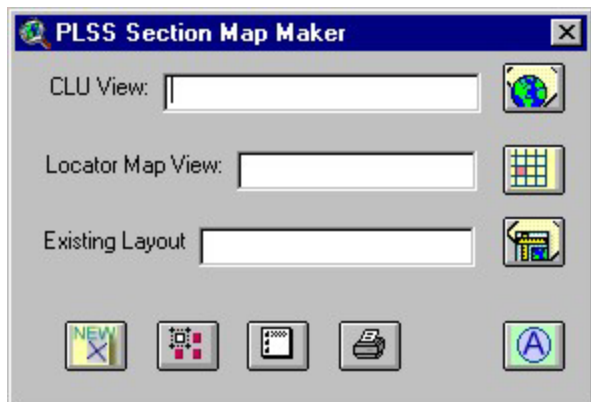 PLSS Section Map Maker
CLU View:
Locator Map View:
Existing Layout
NEW
A